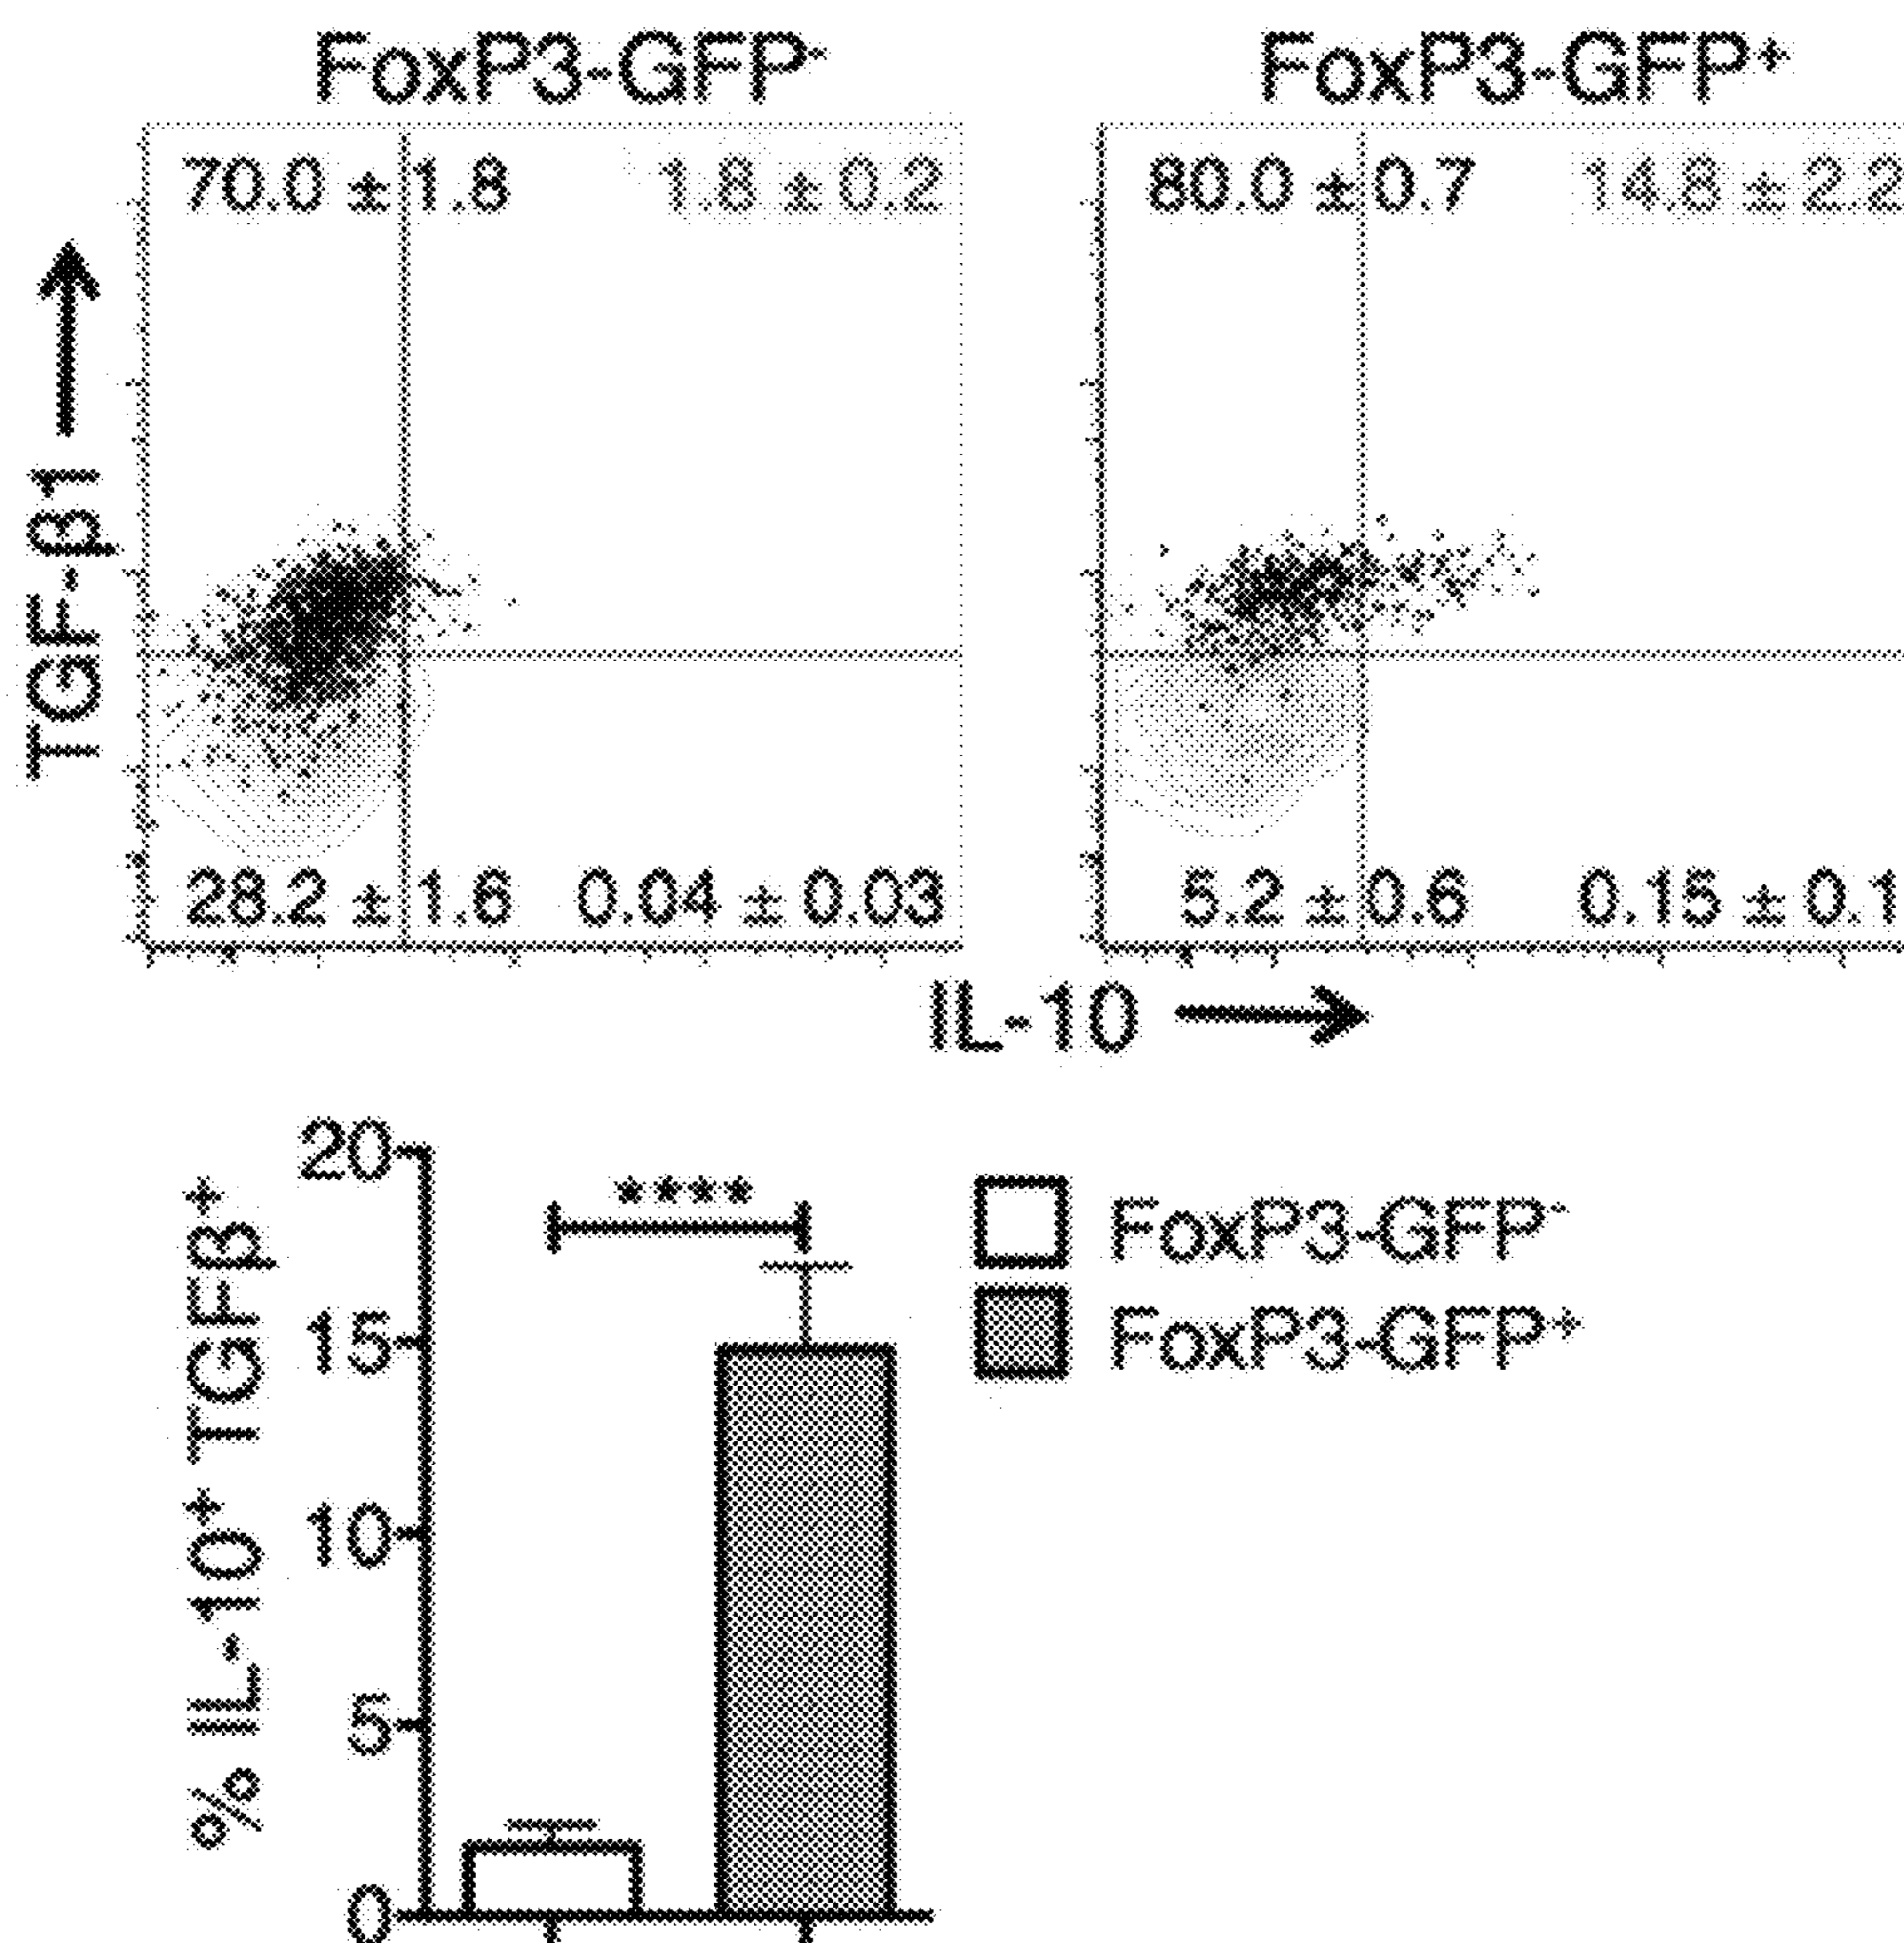 FoxP3-GFP⁻ FoxP3-GFP⁺
70.0 ± 1.8 1.8 ± 0.2 80.0 ± 0.7 14.8 ± 2.2
TGF-β1
28.2 ± 1.6 0.04 ± 0.03 5.2 ± 0.6 0.15 ± 0.1
IL-10
% IL-10⁺ TGFβ⁺
20
15
10
5
0
****
FoxP3-GFP⁻
FoxP3-GFP⁺